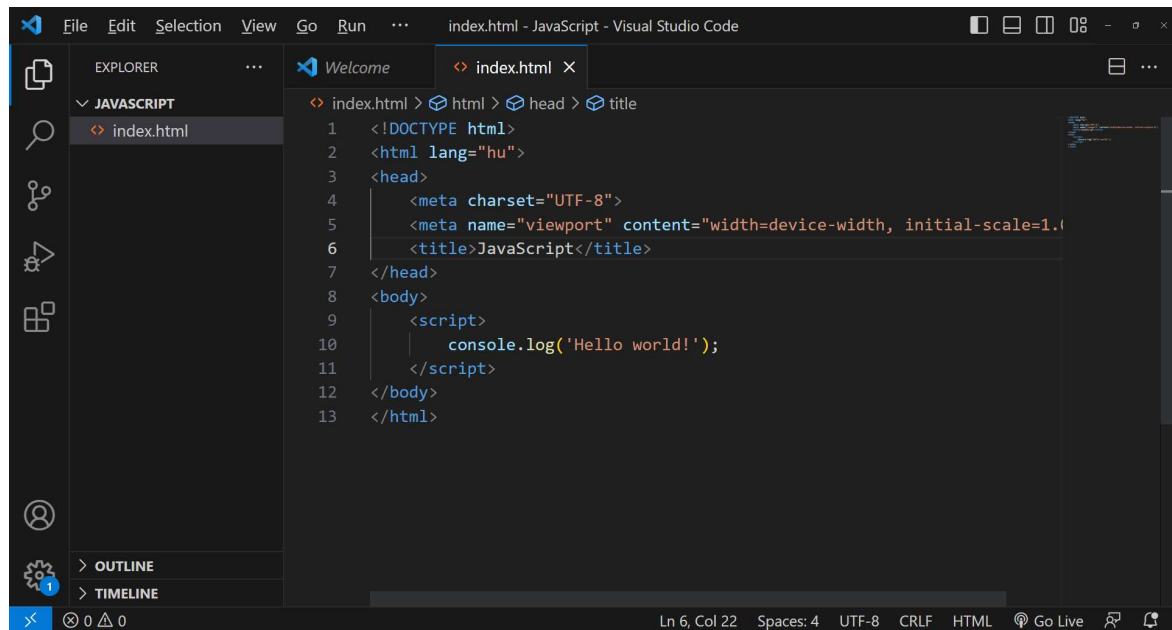 File Edit Selection View Go Run ··· index.html - JavaScript - Visual Studio Code
EXPLORER ···
JAVASCRIPT
index.html
OUTLINE
TIMELINE
Welcome
index.html
index.html > html > head > title
1 <!DOCTYPE html>
2 <html lang="hu">
3 <head>
4 <meta charset="UTF-8">
5 <meta name="viewport" content="width=device-width, initial-scale=1.
6 <title>JavaScript</title>
7 </head>
8 <body>
9 <script>
10 console.log('Hello world!');
11 </script>
12 </body>
13 </html>
1
0 0
Ln 6, Col 22 Spaces: 4 UTF-8 CRLF HTML Go Live